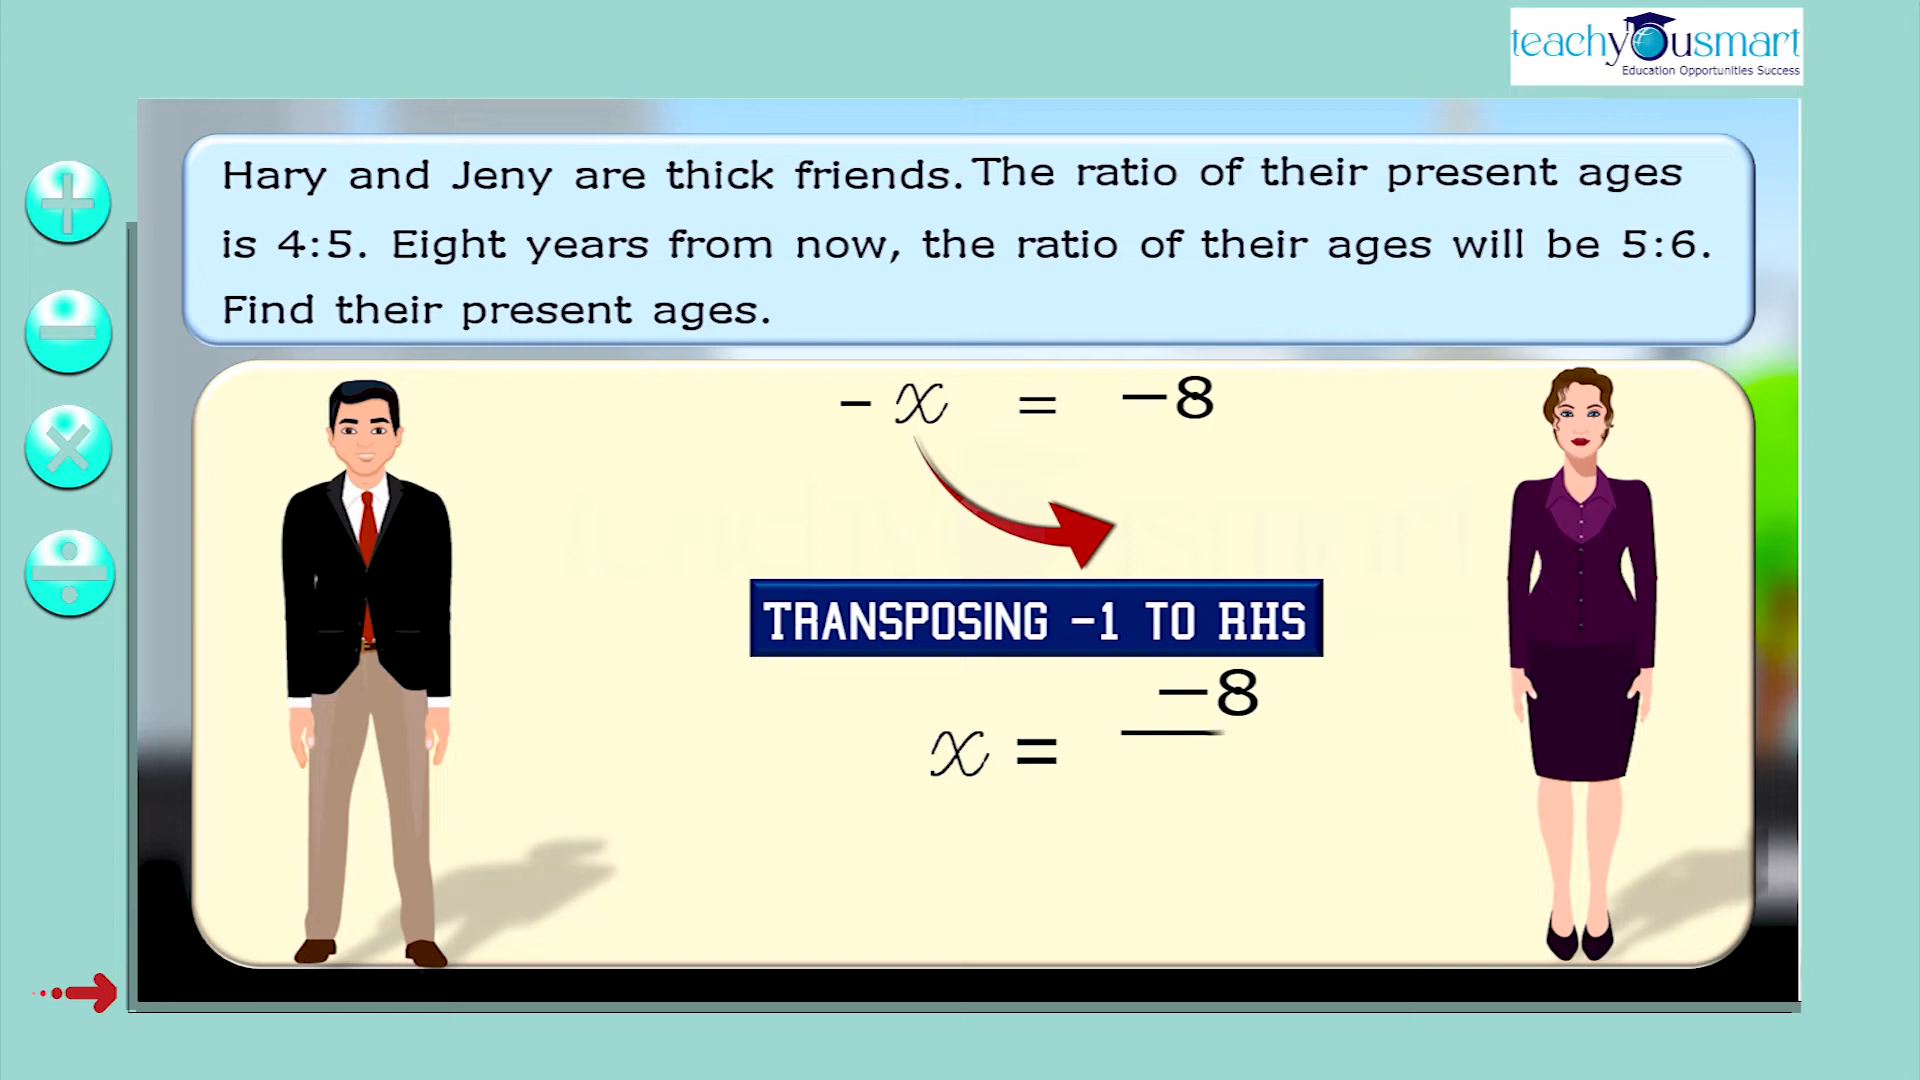 teachyousmart
Education Opportunities Success
Hary and Jeny are thick friends. The ratio of their present ages
is 4:5. Eight years from now, the ratio of their ages will be 5:6.
Find their present ages.
- x = -8
TRANSPOSING -1 TO RHS
-8
x =